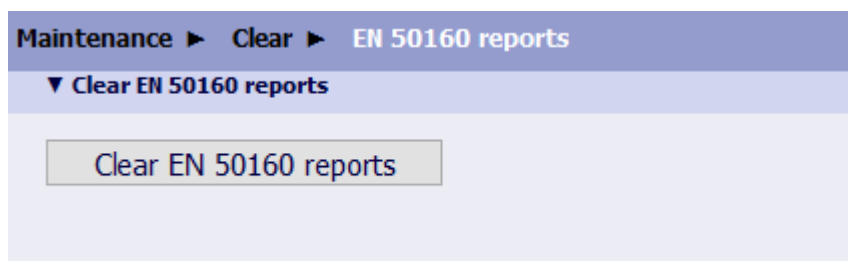 Maintenance ► Clear ► EN 50160 reports
▼ Clear EN 50160 reports
Clear EN 50160 reports